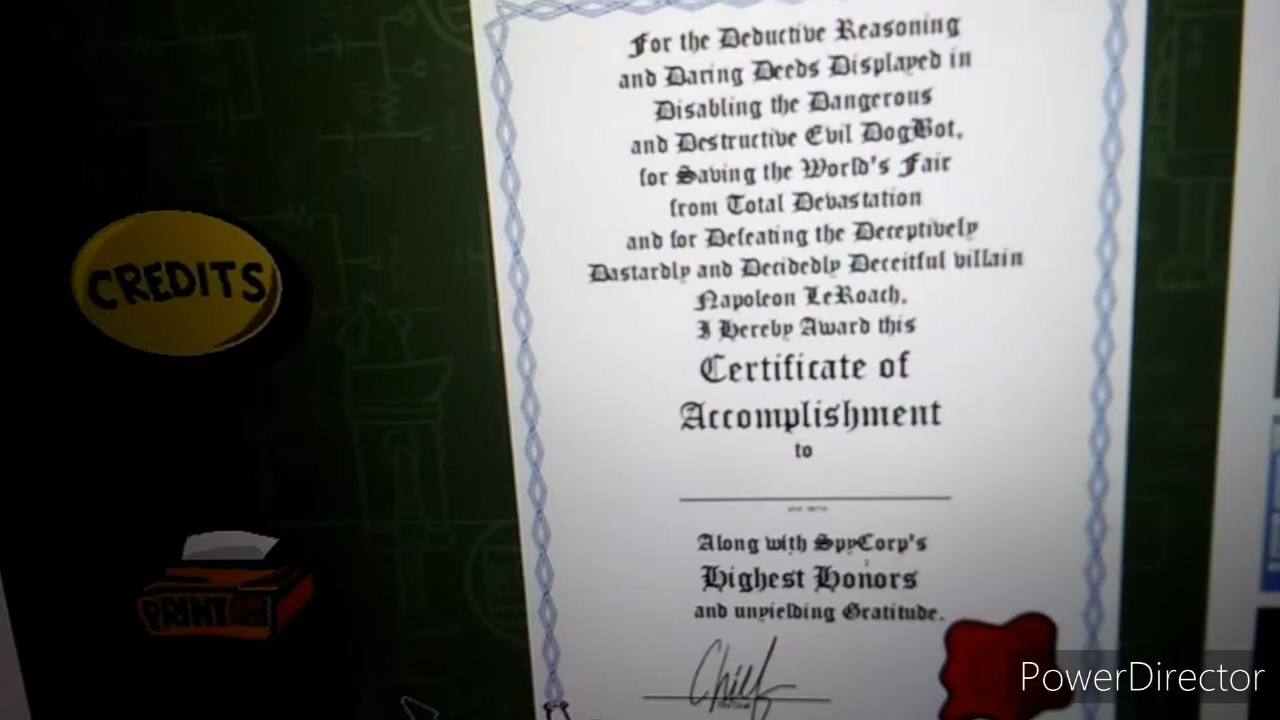 For the Deductive Reasoning
and Daring Deeds Displayed in
Disabling the Dangerous
and Destructive Evil DogBot,
for Saving the World's Fair
from Total Devastation
and for Defeating the Deceptively
Dastardly and Decidedly Deceitful villain
Napoleon LeRoach,
I Hereby Award this
Certificate of
Accomplishment
to
Along with SpyCorp's
Highest Honors
and unyielding Gratitude.
Chief
CREDITS
PRINT
PowerDirector